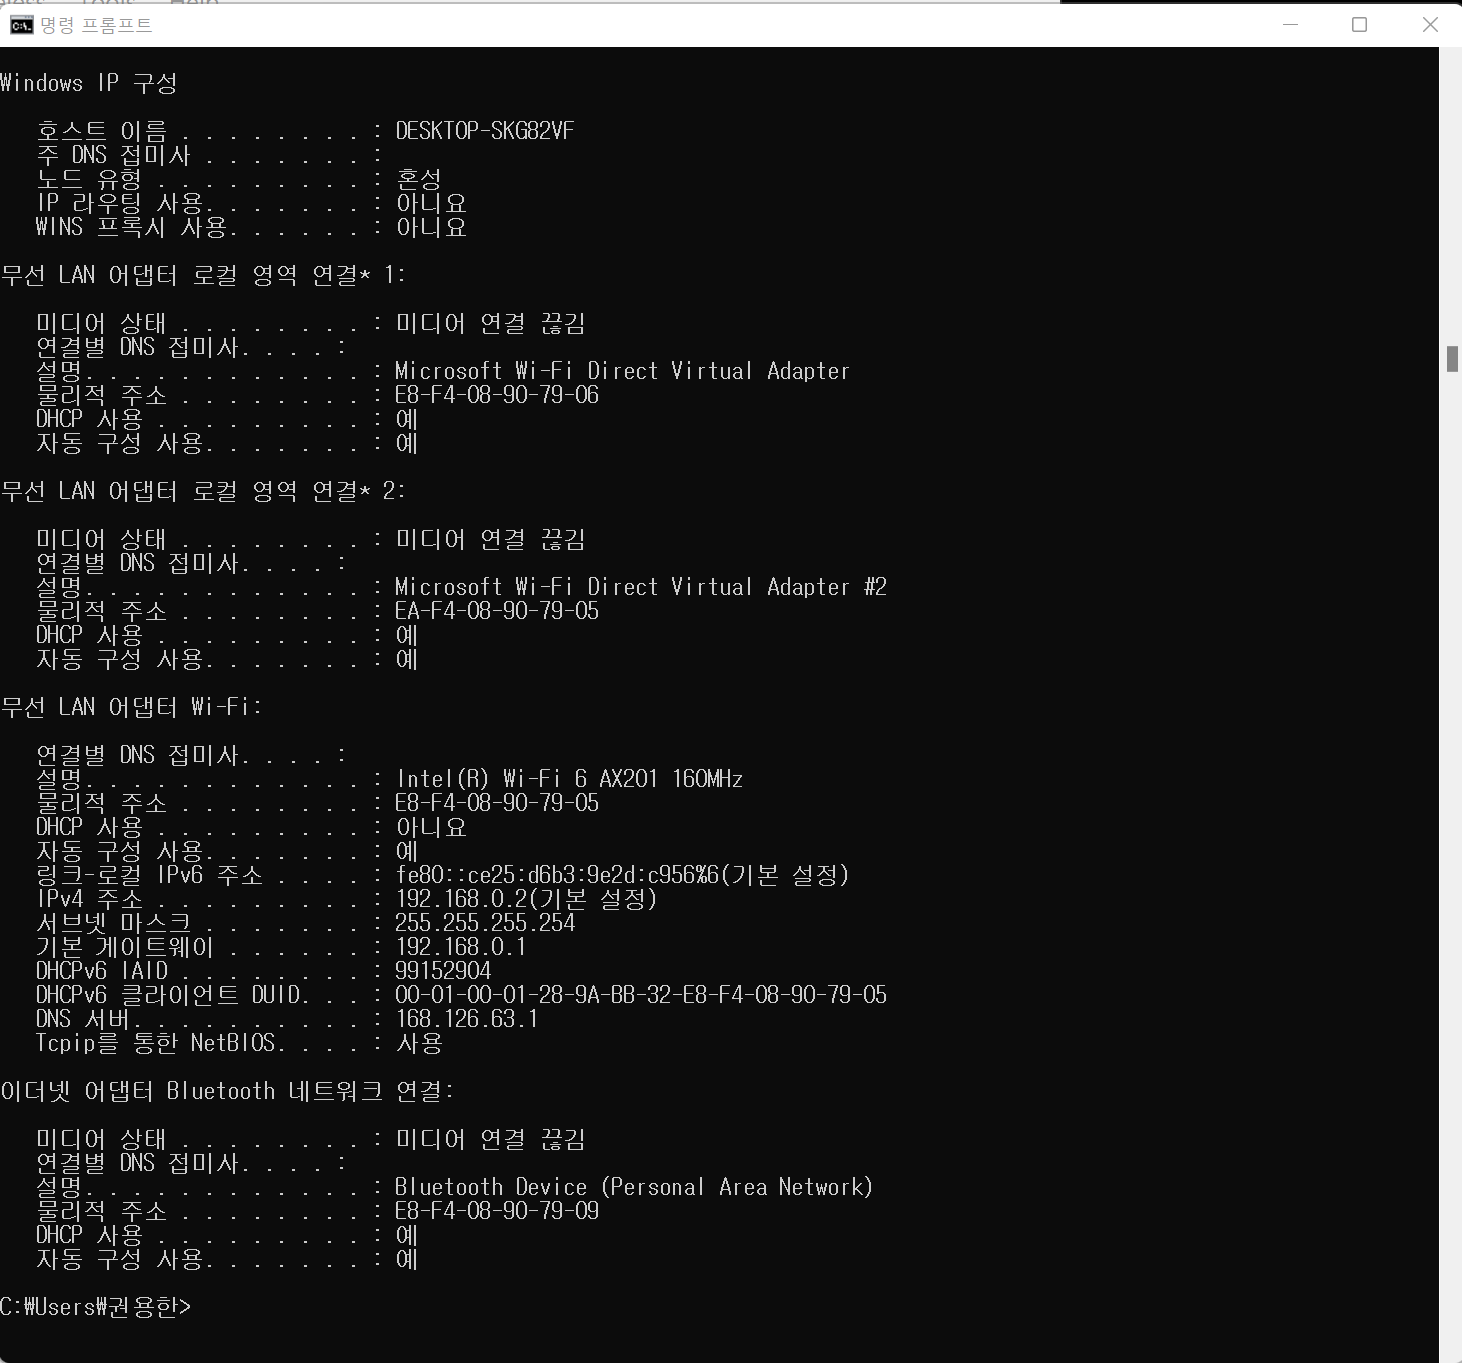 명령 프롬프트
Windows IP 구성
호스트 이름 . . . . . . . . : DESKTOP-SKG82VF
주 DNS 접미사 . . . . . . . :
노드 유형 . . . . . . . . . : 혼성
IP 라우팅 사용. . . . . . . : 아니요
WINS 프록시 사용. . . . . . : 아니요
무선 LAN 어댑터 로컬 영역 연결* 1:
미디어 상태 . . . . . . . . : 미디어 연결 끊김
연결별 DNS 접미사. . . . :
설명. . . . . . . . . . . . : Microsoft Wi-Fi Direct Virtual Adapter
물리적 주소 . . . . . . . . : E8-F4-08-90-79-06
DHCP 사용 . . . . . . . . . : 예
자동 구성 사용. . . . . . . : 예
무선 LAN 어댑터 로컬 영역 연결* 2:
미디어 상태 . . . . . . . . : 미디어 연결 끊김
연결별 DNS 접미사. . . . :
설명. . . . . . . . . . . . : Microsoft Wi-Fi Direct Virtual Adapter #2
물리적 주소 . . . . . . . . : EA-F4-08-90-79-05
DHCP 사용 . . . . . . . . . : 예
자동 구성 사용. . . . . . . : 예
무선 LAN 어댑터 Wi-Fi:
연결별 DNS 접미사. . . . :
설명. . . . . . . . . . . . : Intel(R) Wi-Fi 6 AX201 160MHz
물리적 주소 . . . . . . . . : E8-F4-08-90-79-05
DHCP 사용 . . . . . . . . . : 아니요
자동 구성 사용. . . . . . . : 예
링크-로컬 IPv6 주소 . . . . : fe80::ce25:d6b3:9e2d:c956%6(기본 설정)
IPv4 주소 . . . . . . . . . : 192.168.0.2(기본 설정)
서브넷 마스크 . . . . . . . : 255.255.255.254
기본 게이트웨이 . . . . . . : 192.168.0.1
DHCPv6 IAID . . . . . . . . : 99152904
DHCPv6 클라이언트 DUID. . . : 00-01-00-01-28-9A-BB-32-E8-F4-08-90-79-05
DNS 서버. . . . . . . . . . : 168.126.63.1
Tcpip를 통한 NetBIOS. . . . : 사용
이더넷 어댑터 Bluetooth 네트워크 연결:
미디어 상태 . . . . . . . . : 미디어 연결 끊김
연결별 DNS 접미사. . . . :
설명. . . . . . . . . . . . : Bluetooth Device (Personal Area Network)
물리적 주소 . . . . . . . . : E8-F4-08-90-79-09
DHCP 사용 . . . . . . . . . : 예
자동 구성 사용. . . . . . . : 예
C:₩Users₩권용한>